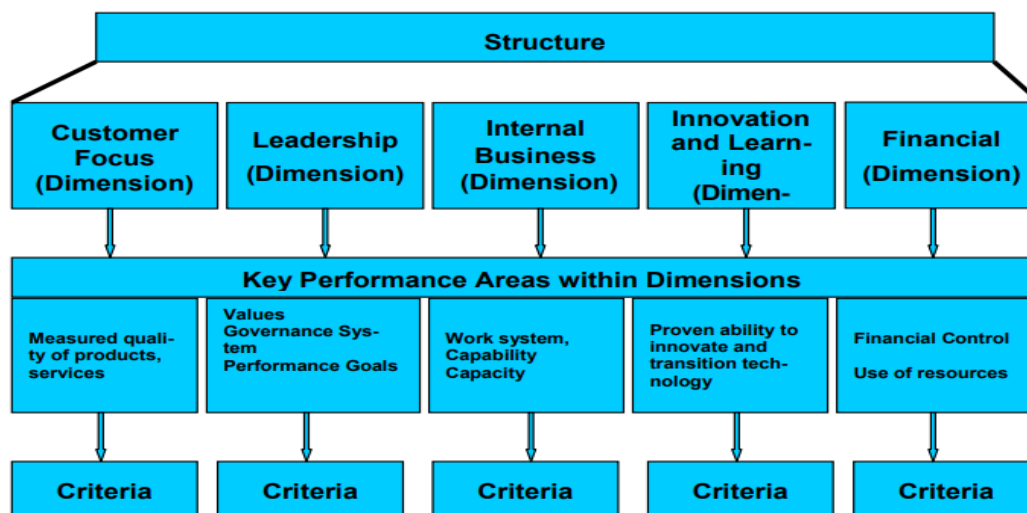 Structure
Customer
Focus
(Dimension)
Leadership
(Dimension)
Internal
Business
(Dimension)
Innovation
and Learn-
ing
(Dimen-
Financial
(Dimension)
Key Performance Areas within Dimensions
Measured quali-
ty of products,
services
Values
Governance Sys-
tem
Performance Goals
Work system,
Capability
Capacity
Proven ability to
innovate and
transition tech-
nology
Financial Control
Use of resources
Criteria
Criteria
Criteria
Criteria
Criteria